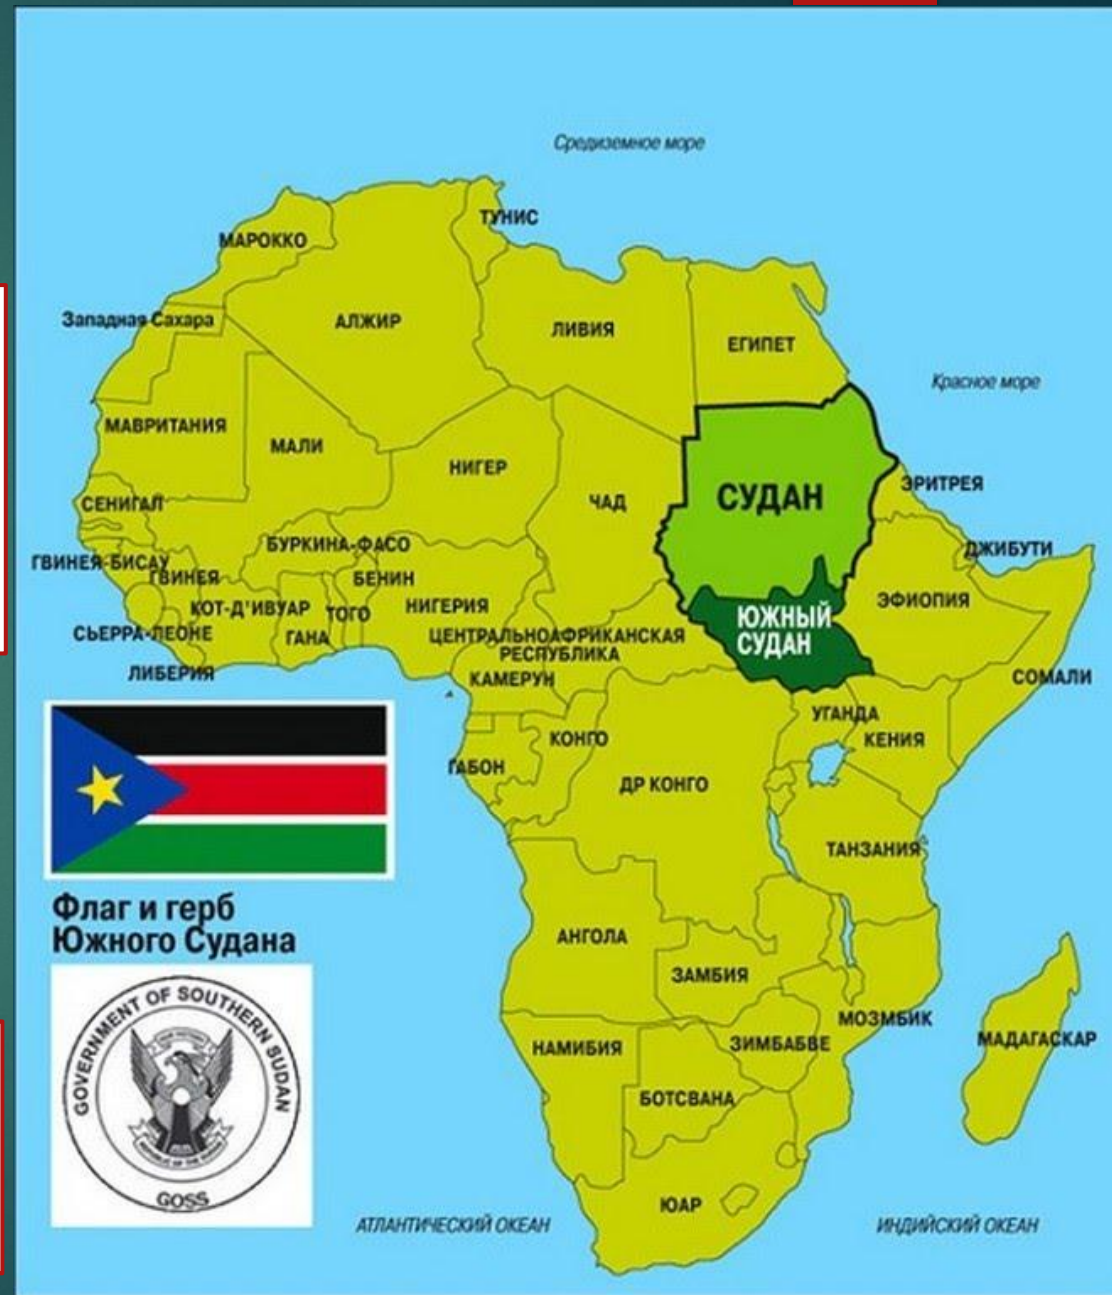 Средиземное море
ТУНИС
МАРОККО
Западная Сахара
АЛЖИР
ЛИВИЯ
ЕГИПЕТ
Красное море
МАВРИТАНИЯ
МАЛИ
НИГЕР
ЧАД
СУДАН
ЭРИТРЕЯ
СЕНИГАЛ
БУРКИНА-ФАСО
ДЖИБУТИ
ГВИНЕЯ-БИСАУ
ГВИНЕЯ
БЕНИН
КОТ-Д'ИВУАР
ТОГО
НИГЕРИЯ
ЭФИОПИЯ
ЮЖНЫЙ
СУДАН
СЬЕРРА-ЛЕОНЕ
ГАНА
ЦЕНТРАЛЬНОАФРИКАНСКАЯ
РЕСПУБЛИКА
ЛИБЕРИЯ
КАМЕРУН
СОМАЛИ
УГАНДА
КЕНИЯ
КОНГО
ГАБОН
ДР КОНГО
ТАНЗАНИЯ
Флаг и герб
Южного Судана
АНГОЛА
ЗАМБИЯ
МОЗМБИК
МАДАГАСКАР
НАМИБИЯ
ЗИМБАБВЕ
БОТСВАНА
GOVERNMENT OF SOUTHERN SUDAN
GOSS
ЮАР
АТЛАНТИЧЕСКИЙ ОКЕАН
ИНДИЙСКИЙ ОКЕАН